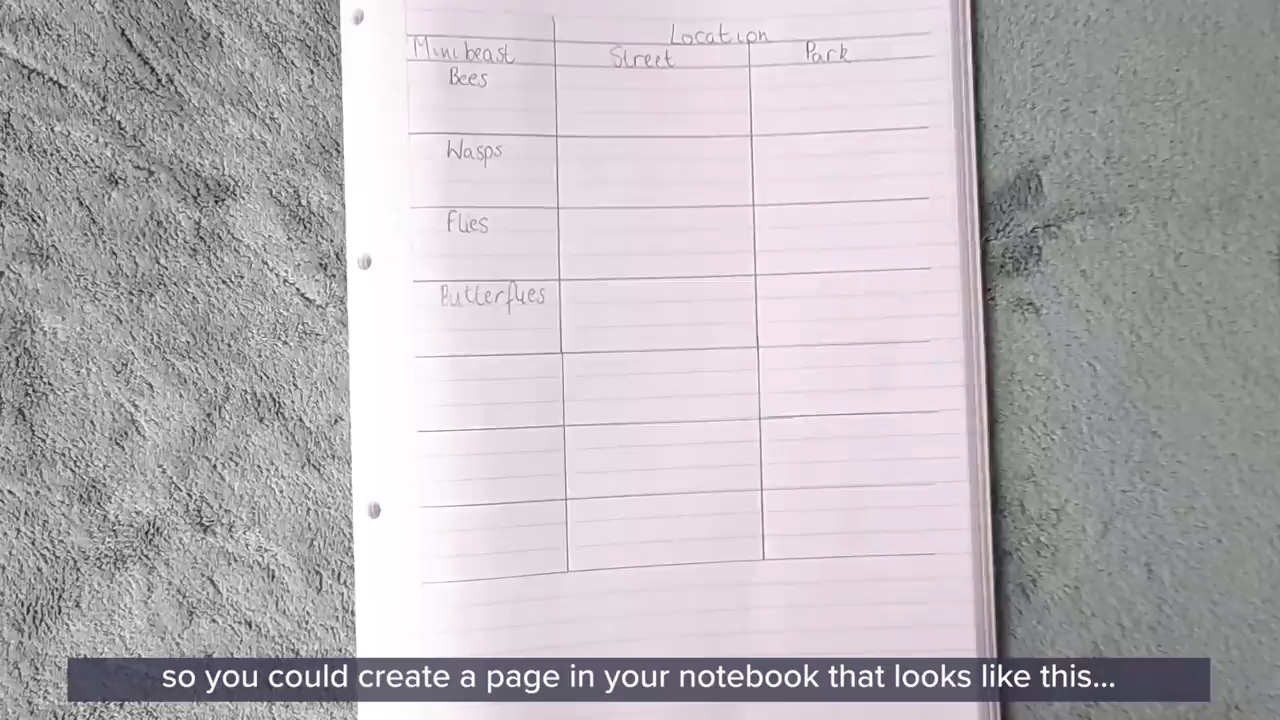 Location
Minibeast Street Park
Bees
Wasps
Flies
Butterflies
so you could create a page in your notebook that looks like this...